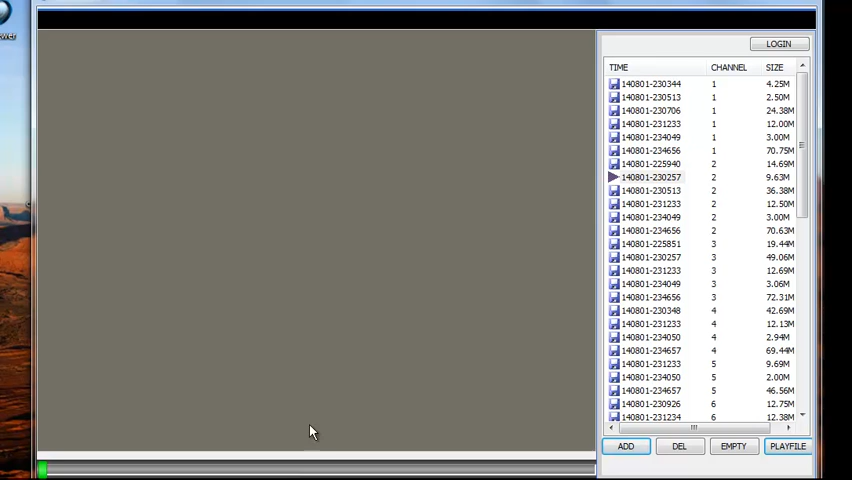 LOGIN
wer
TIME CHANNEL SIZE
140801-230344 1 4.25M
140801-230513 1 2.50M
140801-230706 1 24.38M
140801-231233 1 12.00M
140801-234049 1 3.00M
140801-234656 1 70.75M
140801-225940 2 14.69M
140801-230257 2 9.63M
140801-230513 2 36.38M
140801-231233 2 12.50M
140801-234049 2 3.00M
140801-234656 2 70.63M
140801-225851 3 19.44M
140801-230257 3 49.06M
140801-231233 3 12.69M
140801-234049 3 3.06M
140801-234656 3 72.31M
140801-230348 4 42.69M
140801-231233 4 12.13M
140801-234050 4 2.94M
140801-234657 4 69.44M
140801-231233 5 9.69M
140801-234050 5 2.00M
140801-234657 5 46.56M
140801-230926 6 12.75M
140801-231234 6 12.38M
ADD DEL EMPTY PLAYFILE